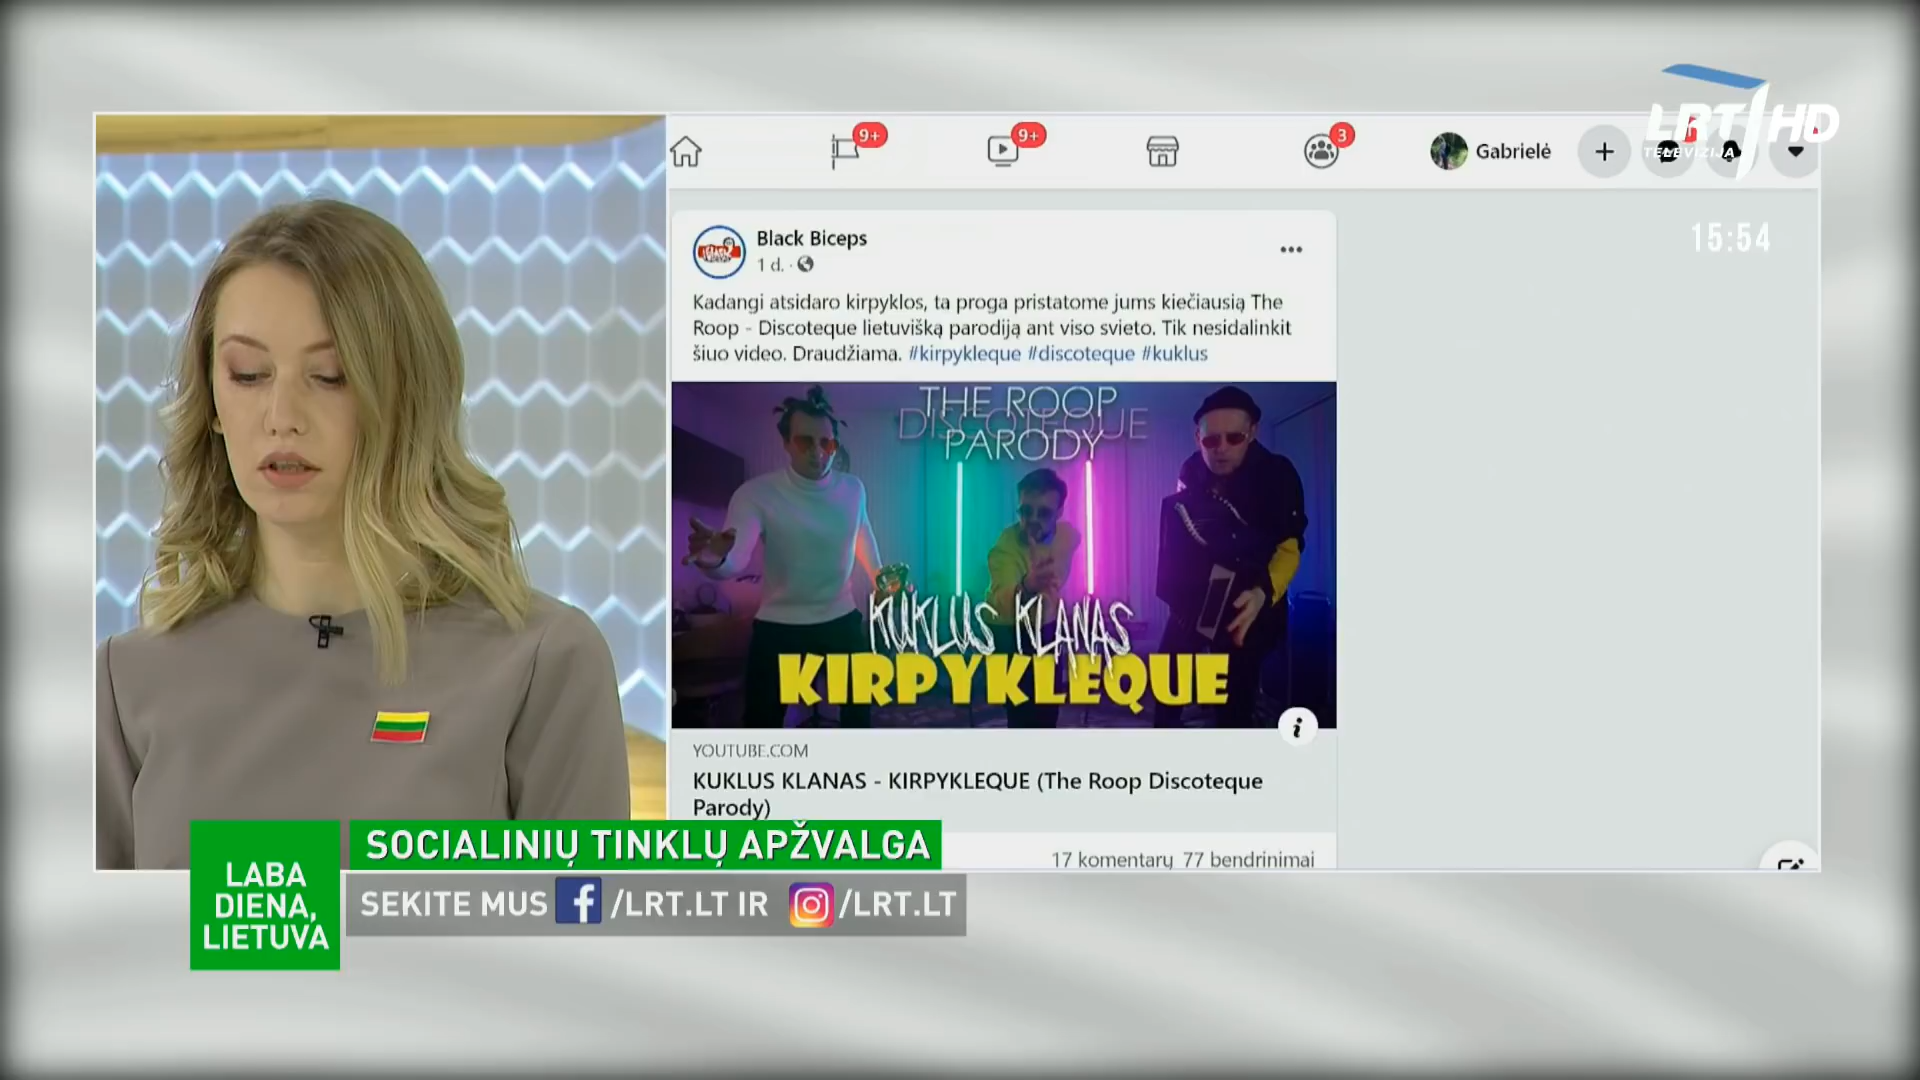 9+
9+
3
Gabrielė
LRT HD
TELEVIZIJA
15:54
Black Biceps
1 d. ·
Kadangi atsidaro kirpyklos, ta proga pristatome jums kiečiausią The
Roop - Discoteque lietuvišką parodiją ant viso svieto. Tik nesidalinkit
šiuo video. Draudžiama. #kirpykleque #discoteque #kuklus
THE ROOP
DISCOTEQUE
PARODY
KUKLUS KLANAS
KIRPYKLEQUE
YOUTUBE.COM
KUKLUS KLANAS - KIRPYKLEQUE (The Roop Discoteque
Parody)
17 komentarų 77 bendrinimai
SOCIALINIŲ TINKLŲ APŽVALGA
SEKITE MUS /LRT.LT IR /LRT.LT
LABA
DIENA,
LIETUVA